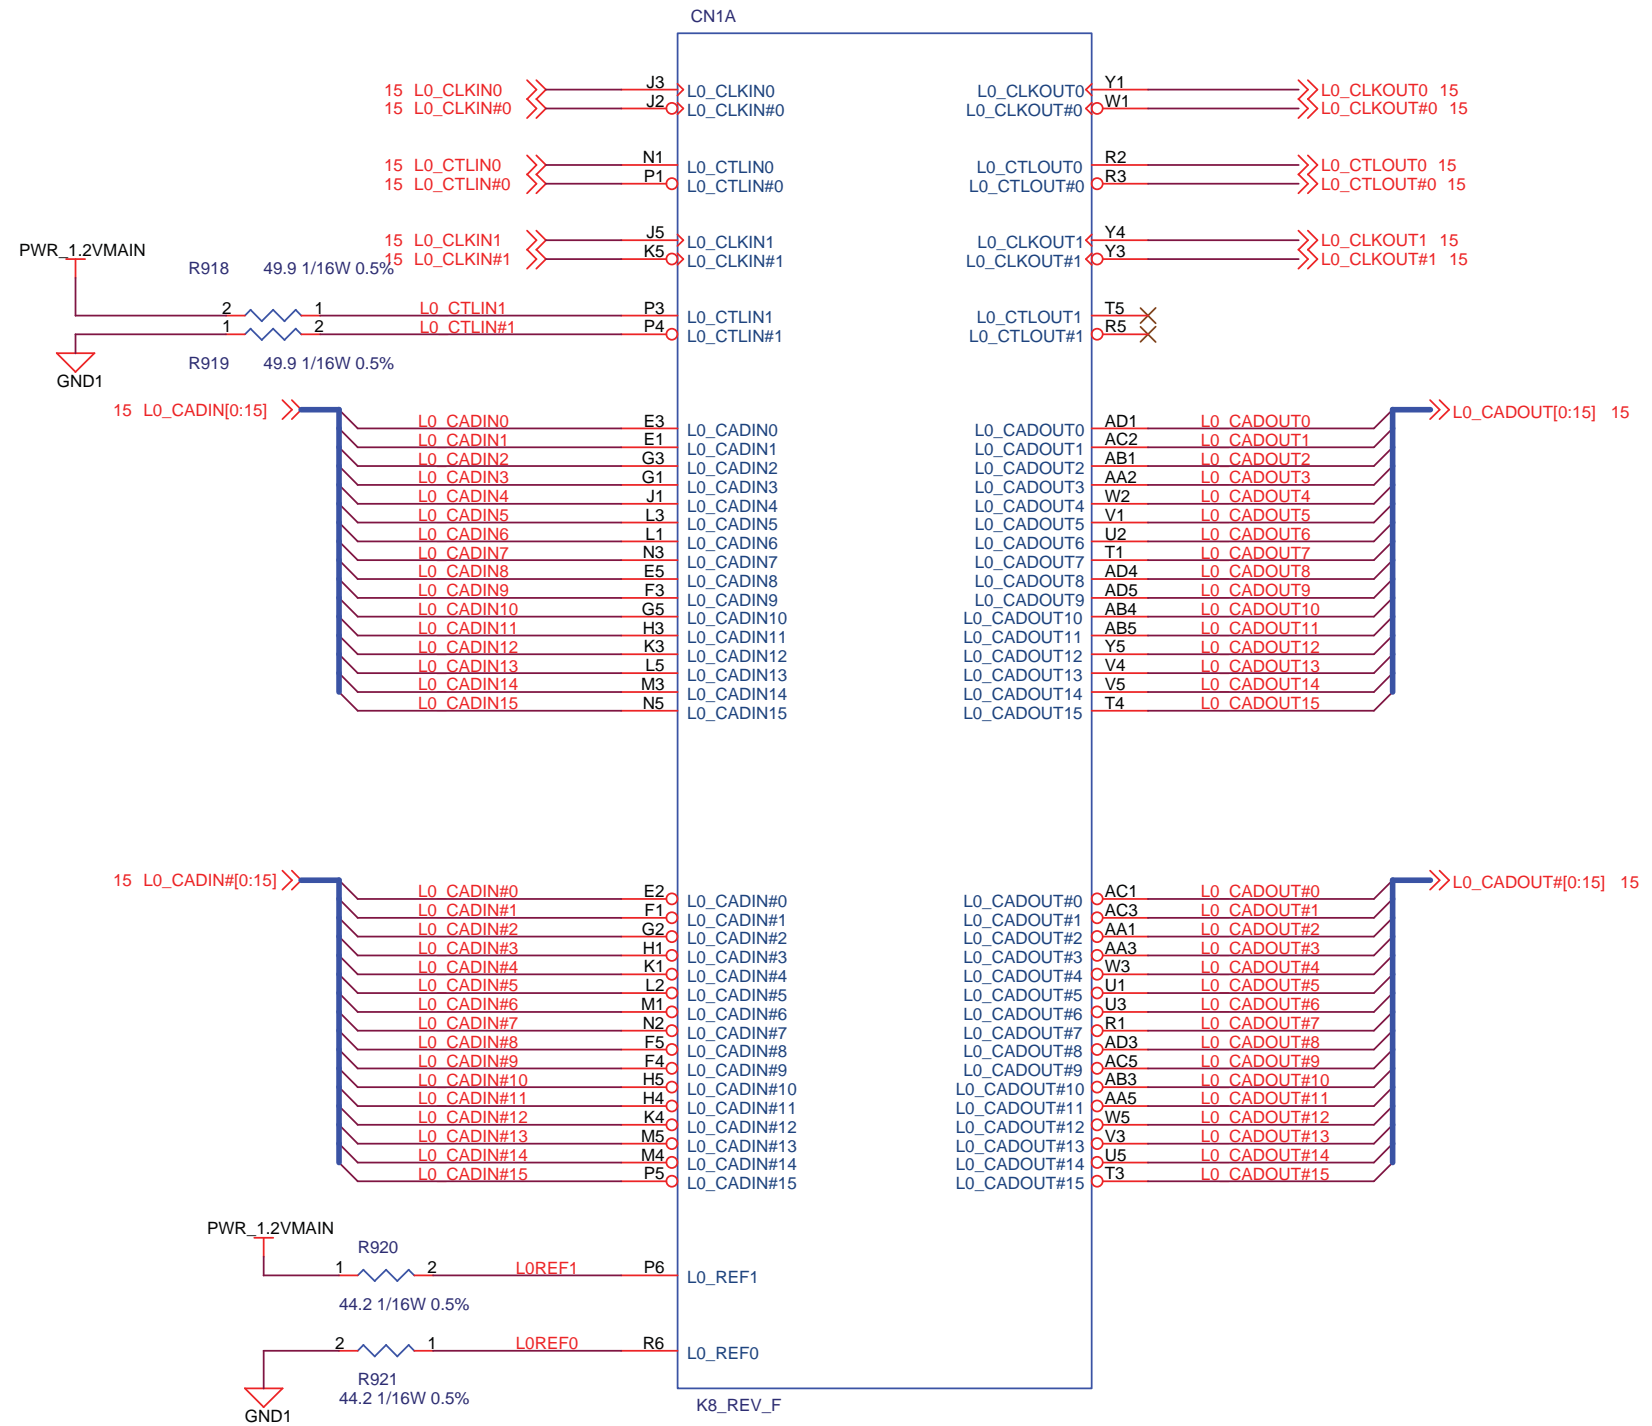 CN1A
15 L0_CLKIN0 J3 L0_CLKIN0 L0_CLKOUT0 Y1 L0_CLKOUT0 15
15 L0_CLKIN#0 J2 L0_CLKIN#0 L0_CLKOUT#0 W1 L0_CLKOUT#0 15
15 L0_CTLIN0 N1 L0_CTLIN0 L0_CTLOUT0 R2 L0_CTLOUT0 15
15 L0_CTLIN#0 P1 L0_CTLIN#0 L0_CTLOUT#0 R3 L0_CTLOUT#0 15
15 L0_CLKIN1 J5 L0_CLKIN1 L0_CLKOUT1 Y4 L0_CLKOUT1 15
PWR_1.2VMAIN
15 L0_CLKIN#1 K5 L0_CLKIN#1 L0_CLKOUT#1 Y3 L0_CLKOUT#1 15
R918 49.9 1/16W 0.5%
2 1 L0_CTLIN1 P3 L0_CTLIN1 L0_CTLOUT1 T5
1 2 L0_CTLIN#1 P4 L0_CTLIN#1 L0_CTLOUT#1 R5
R919 49.9 1/16W 0.5%
GND1
15 L0_CADIN[0:15] L0_CADOUT[0:15] 15
L0_CADIN0 E3 L0_CADIN0 L0_CADOUT0 AD1 L0_CADOUT0
L0_CADIN1 E1 L0_CADIN1 L0_CADOUT1 AC2 L0_CADOUT1
L0_CADIN2 G3 L0_CADIN2 L0_CADOUT2 AB1 L0_CADOUT2
L0_CADIN3 G1 L0_CADIN3 L0_CADOUT3 AA2 L0_CADOUT3
L0_CADIN4 J1 L0_CADIN4 L0_CADOUT4 W2 L0_CADOUT4
L0_CADIN5 L3 L0_CADIN5 L0_CADOUT5 V1 L0_CADOUT5
L0_CADIN6 L1 L0_CADIN6 L0_CADOUT6 U2 L0_CADOUT6
L0_CADIN7 N3 L0_CADIN7 L0_CADOUT7 T1 L0_CADOUT7
L0_CADIN8 E5 L0_CADIN8 L0_CADOUT8 AD4 L0_CADOUT8
L0_CADIN9 F3 L0_CADIN9 L0_CADOUT9 AD5 L0_CADOUT9
L0_CADIN10 G5 L0_CADIN10 L0_CADOUT10 AB4 L0_CADOUT10
L0_CADIN11 H3 L0_CADIN11 L0_CADOUT11 AB5 L0_CADOUT11
L0_CADIN12 K3 L0_CADIN12 L0_CADOUT12 Y5 L0_CADOUT12
L0_CADIN13 L5 L0_CADIN13 L0_CADOUT13 V4 L0_CADOUT13
L0_CADIN14 M3 L0_CADIN14 L0_CADOUT14 V5 L0_CADOUT14
L0_CADIN15 N5 L0_CADIN15 L0_CADOUT15 T4 L0_CADOUT15
15 L0_CADIN#[0:15] L0_CADOUT#[0:15] 15
L0_CADIN#0 E2 L0_CADIN#0 L0_CADOUT#0 AC1 L0_CADOUT#0
L0_CADIN#1 F1 L0_CADIN#1 L0_CADOUT#1 AC3 L0_CADOUT#1
L0_CADIN#2 G2 L0_CADIN#2 L0_CADOUT#2 AA1 L0_CADOUT#2
L0_CADIN#3 H1 L0_CADIN#3 L0_CADOUT#3 AA3 L0_CADOUT#3
L0_CADIN#4 K1 L0_CADIN#4 L0_CADOUT#4 W3 L0_CADOUT#4
L0_CADIN#5 L2 L0_CADIN#5 L0_CADOUT#5 U1 L0_CADOUT#5
L0_CADIN#6 M1 L0_CADIN#6 L0_CADOUT#6 U3 L0_CADOUT#6
L0_CADIN#7 N2 L0_CADIN#7 L0_CADOUT#7 R1 L0_CADOUT#7
L0_CADIN#8 F5 L0_CADIN#8 L0_CADOUT#8 AD3 L0_CADOUT#8
L0_CADIN#9 F4 L0_CADIN#9 L0_CADOUT#9 AC5 L0_CADOUT#9
L0_CADIN#10 H5 L0_CADIN#10 L0_CADOUT#10 AB3 L0_CADOUT#10
L0_CADIN#11 H4 L0_CADIN#11 L0_CADOUT#11 AA5 L0_CADOUT#11
L0_CADIN#12 K4 L0_CADIN#12 L0_CADOUT#12 W5 L0_CADOUT#12
L0_CADIN#13 M5 L0_CADIN#13 L0_CADOUT#13 V3 L0_CADOUT#13
L0_CADIN#14 M4 L0_CADIN#14 L0_CADOUT#14 U5 L0_CADOUT#14
L0_CADIN#15 P5 L0_CADIN#15 L0_CADOUT#15 T3 L0_CADOUT#15
PWR_1.2VMAIN
R920
1 2 L0REF1 P6 L0_REF1
44.2 1/16W 0.5%
2 1 L0REF0 R6 L0_REF0
R921
44.2 1/16W 0.5%
GND1
K8_REV_F